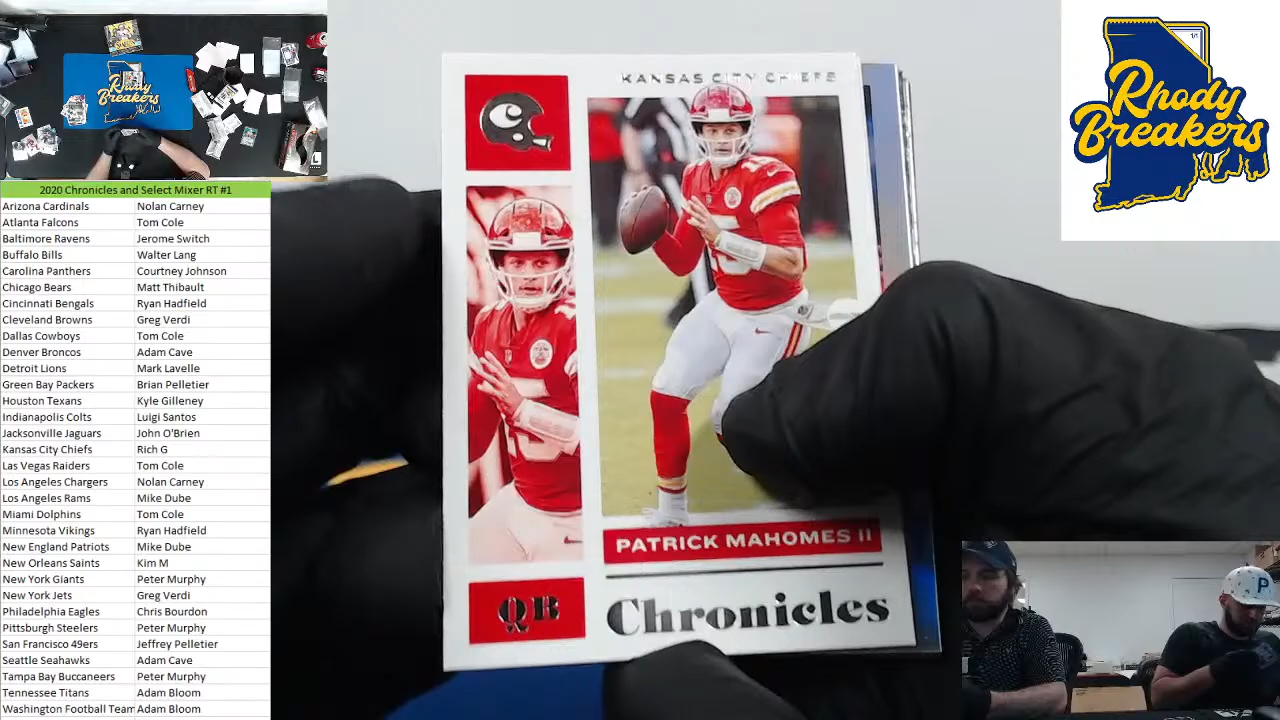 Rhody
Breakers
2020 Chronicles and Select Mixer RT #1
Arizona Cardinals Nolan Carney
Atlanta Falcons Tom Cole
Baltimore Ravens Jerome Switch
Buffalo Bills Walter Lang
Carolina Panthers Courtney Johnson
Chicago Bears Matt Thibault
Cincinnati Bengals Ryan Hadfield
Cleveland Browns Greg Verdi
Dallas Cowboys Tom Cole
Denver Broncos Adam Cave
Detroit Lions Mark Lavelle
Green Bay Packers Brian Pelletier
Houston Texans Kyle Gilleney
Indianapolis Colts Luigi Santos
Jacksonville Jaguars John O'Brien
Kansas City Chiefs Rich G
Las Vegas Raiders Tom Cole
Los Angeles Chargers Nolan Carney
Los Angeles Rams Mike Dube
Miami Dolphins Tom Cole
Minnesota Vikings Ryan Hadfield
New England Patriots Mike Dube
New Orleans Saints Kim M
New York Giants Peter Murphy
New York Jets Greg Verdi
Philadelphia Eagles Chris Bourdon
Pittsburgh Steelers Peter Murphy
San Francisco 49ers Jeffrey Pelletier
Seattle Seahawks Adam Cave
Tampa Bay Buccaneers Peter Murphy
Tennessee Titans Adam Bloom
Washington Football Team Adam Bloom
KANSAS CITY CHIEFS
PATRICK MAHOMES II
QB
Chronicles
1/1
Rhody
Breakers
P